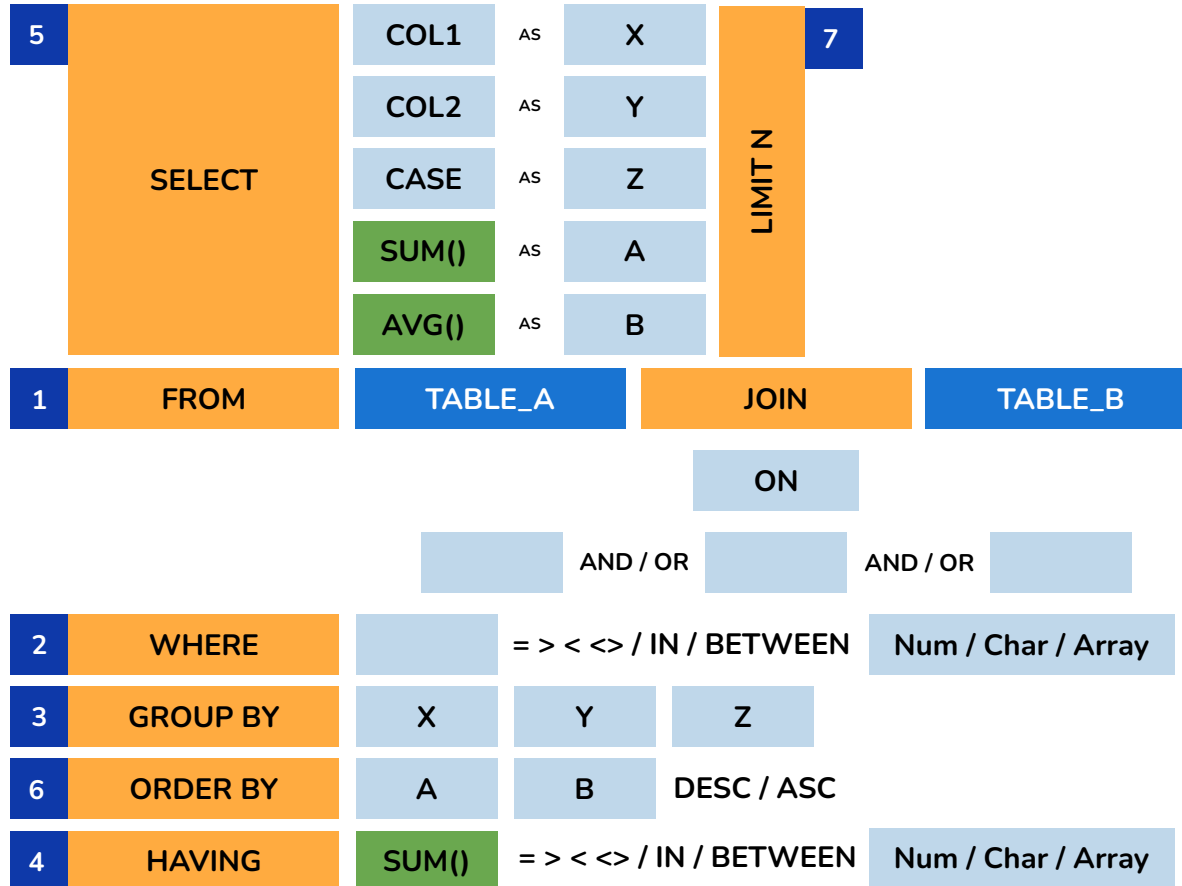 5 SELECT COL1 AS X LIMIT N 7
COL2 AS Y
CASE AS Z
SUM() AS A
AVG() AS B
1 FROM TABLE_A JOIN TABLE_B
ON
AND / OR AND / OR
2 WHERE = > < <> / IN / BETWEEN Num / Char / Array
3 GROUP BY X Y Z
6 ORDER BY A B DESC / ASC
4 HAVING SUM() = > < <> / IN / BETWEEN Num / Char / Array